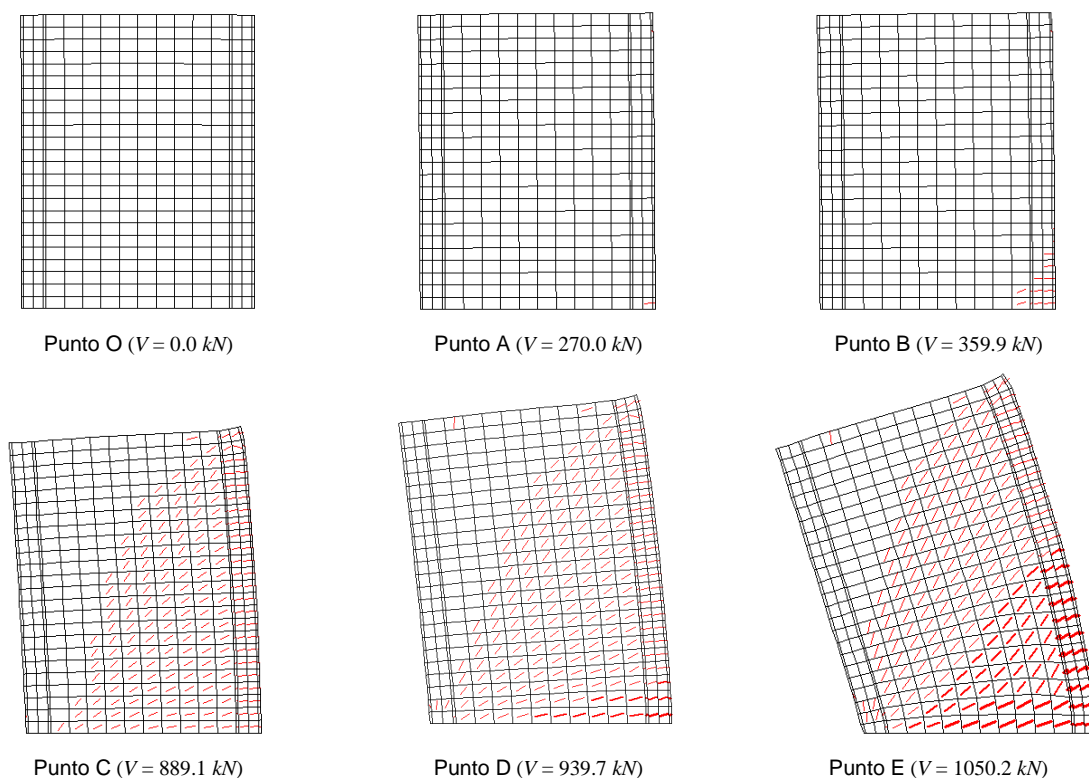 Punto O (V = 0.0 kN)
Punto A (V = 270.0 kN)
Punto B (V = 359.9 kN)
Punto C (V = 889.1 kN)
Punto D (V = 939.7 kN)
Punto E (V = 1050.2 kN)